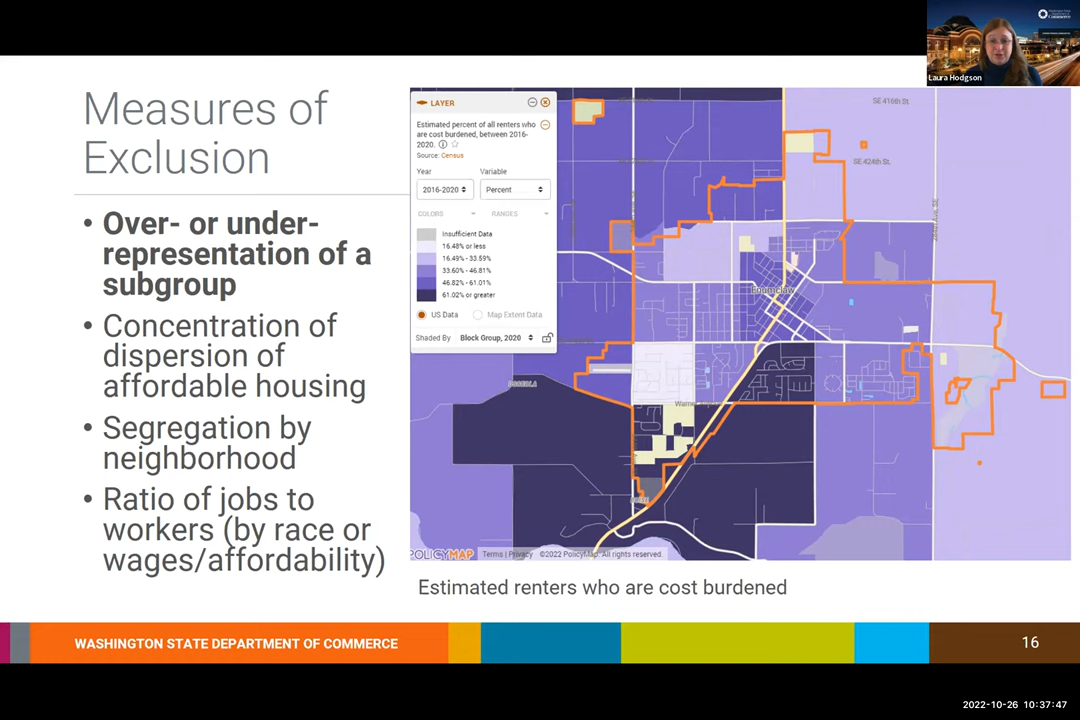 Commerce
Laura Hodgson
Measures of
Exclusion
• Over- or under-
representation of a
subgroup
• Concentration of
dispersion of
affordable housing
• Segregation by
neighborhood
• Ratio of jobs to
workers (by race or
wages/affordability)
LAYER
Estimated percent of all renters who
are cost burdened, between 2016-
2020.
Source: Census
Year Variable
2016-2020 Percent
COLORS RANGES
Insufficient Data
16.48% or less
16.49% - 33.59%
33.60% - 46.81%
46.82% - 61.01%
61.02% or greater
US Data Map Extent Data
Shaded By Block Group, 2020
SE 416th St.
SE 424th St.
Enumclaw
OSCEOLA
POLICYMAP Terms | Privacy ©2022 PolicyMap. All rights reserved.
Estimated renters who are cost burdened
WASHINGTON STATE DEPARTMENT OF COMMERCE
16
2022-10-26 10:37:47